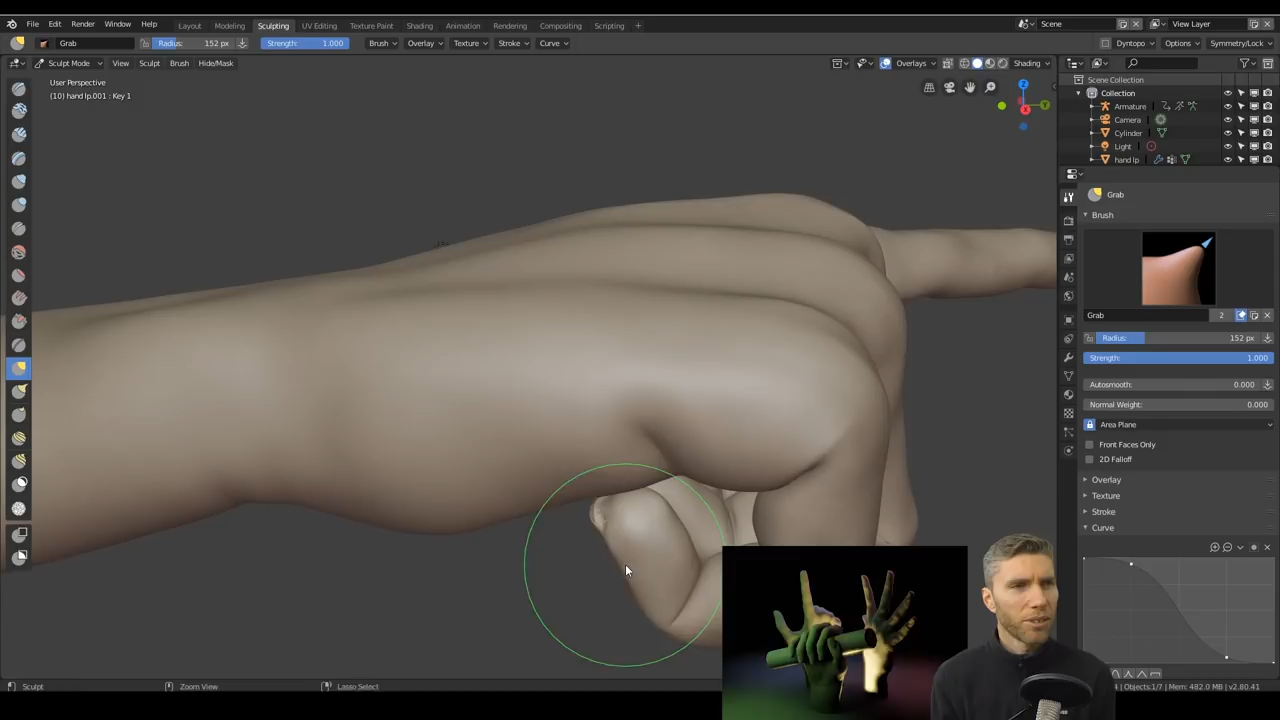 File Edit Render Window Help Layout Modeling Sculpting UV Editing Texture Paint Shading Animation Rendering Compositing Scripting Scene View Layer
Grab Radius: 152 px Strength: 1.000 Brush Overlay Texture Stroke Curve Dyntopo Options Symmetry/Lock
Sculpt Mode View Sculpt Brush Hide/Mask Overlays Shading
User Perspective
(10) hand lp.001 : Key 1
Z
Y
X
Scene Collection
Collection
Armature
Camera
Cylinder
Light
hand lp
Grab
Brush
Grab 2
Radius: 152 px
Strength: 1.000
Autosmooth: 0.000
Normal Weight: 0.000
Area Plane
Front Faces Only
2D Falloff
Overlay
Texture
Stroke
Curve
Sculpt Zoom View Lasso Select
4 | Objects:1/7 | Mem: 482.0 MB | v2.80.41